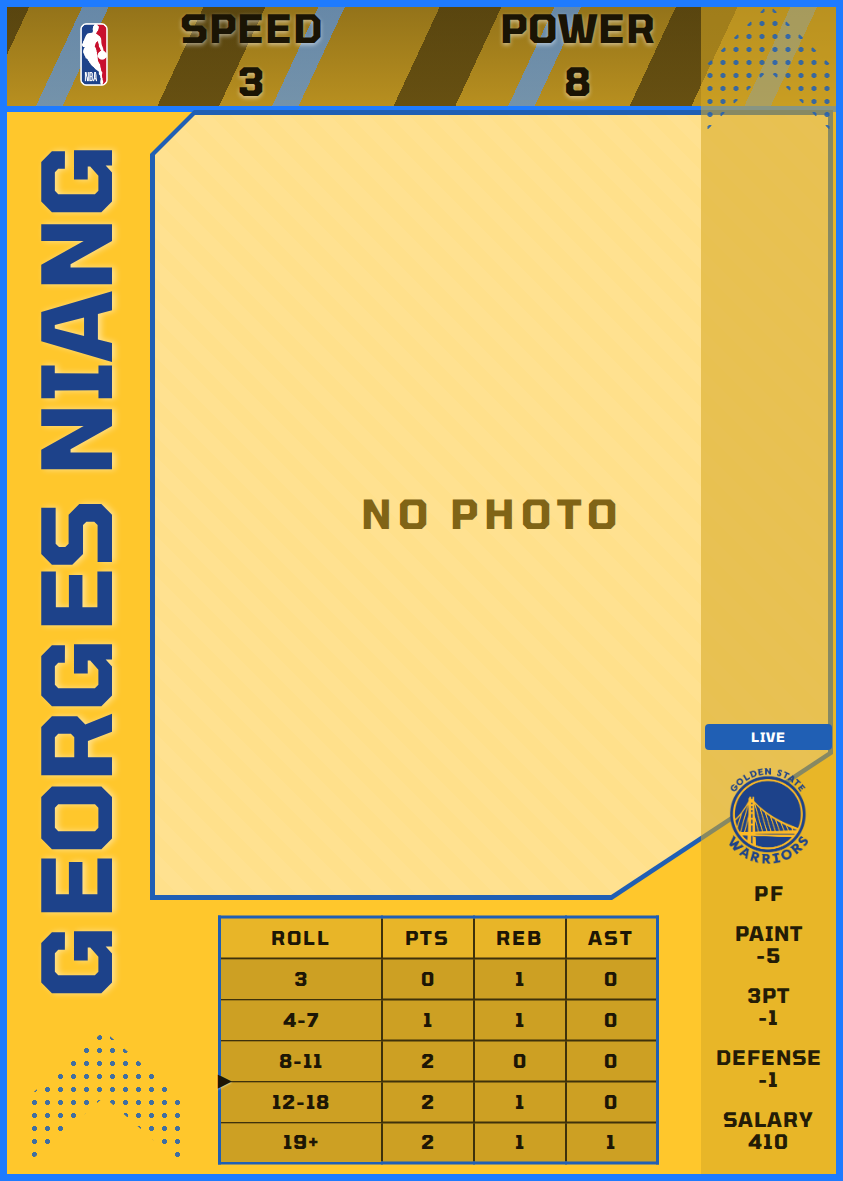 SPEED
3
POWER
8
NBA
GEORGES NIANG
NO PHOTO
LIVE
GOLDEN STATE
WARRIORS
PF
PAINT
-5
3PT
-1
DEFENSE
-1
SALARY
410
ROLL PTS REB AST
3 0 1 0
4-7 1 1 0
8-11 2 0 0
12-18 2 1 0
19+ 2 1 1